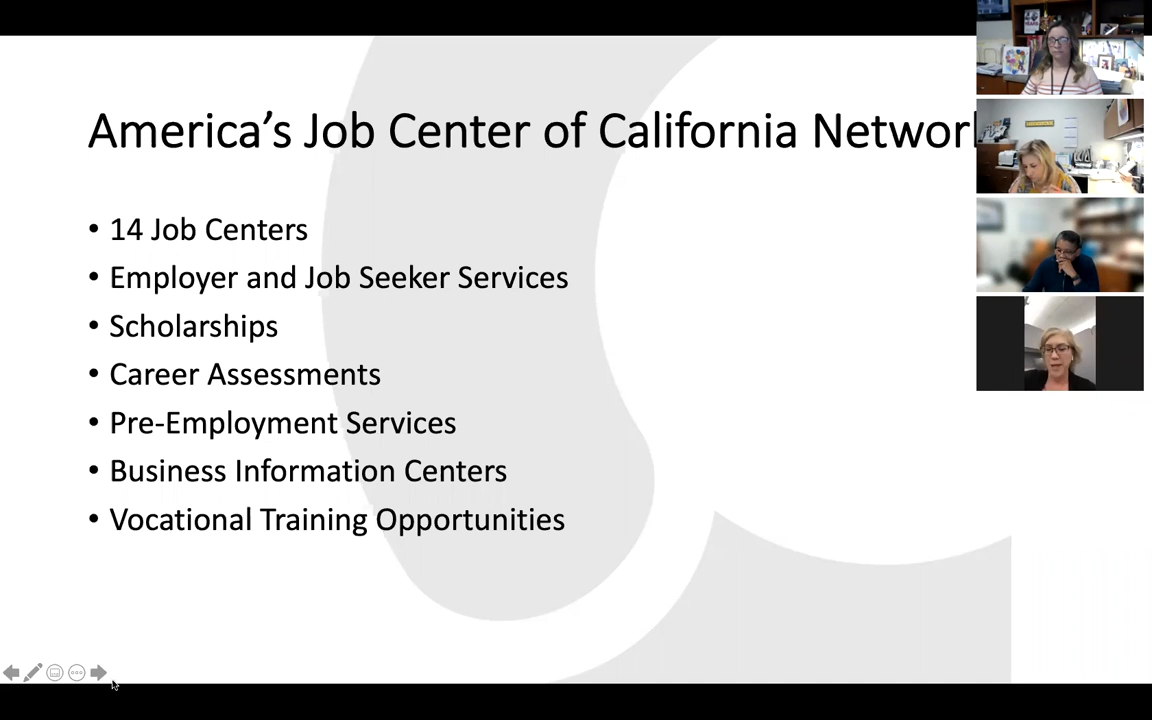 America's Job Center of California Network
• 14 Job Centers
• Employer and Job Seeker Services
• Scholarships
• Career Assessments
• Pre-Employment Services
• Business Information Centers
• Vocational Training Opportunities